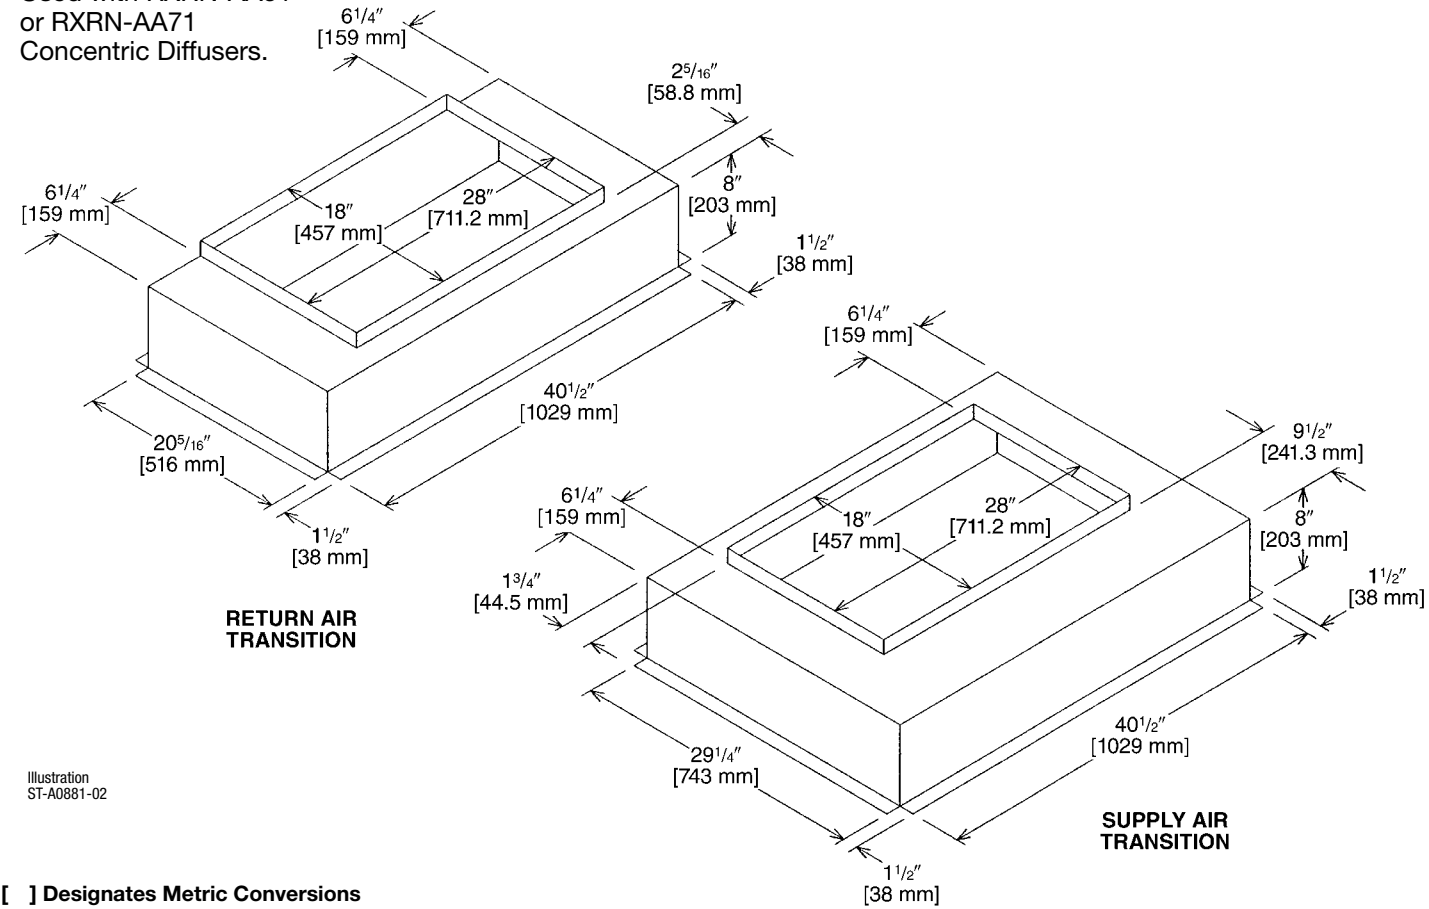 or RXRN-AA71
Concentric Diffusers.
6 1/4″
[159 mm]
2 5/16″
[58.8 mm]
6 1/4″
[159 mm]
18″
[457 mm]
28″
[711.2 mm]
8″
[203 mm]
1 1/2″
[38 mm]
40 1/2″
[1029 mm]
20 5/16″
[516 mm]
1 1/2″
[38 mm]
RETURN AIR
TRANSITION
6 1/4″
[159 mm]
9 1/2″
[241.3 mm]
6 1/4″
[159 mm]
18″
[457 mm]
28″
[711.2 mm]
8″
[203 mm]
1 3/4″
[44.5 mm]
1 1/2″
[38 mm]
40 1/2″
[1029 mm]
29 1/4″
[743 mm]
1 1/2″
[38 mm]
SUPPLY AIR
TRANSITION
Illustration
ST-A0881-02
[ ] Designates Metric Conversions